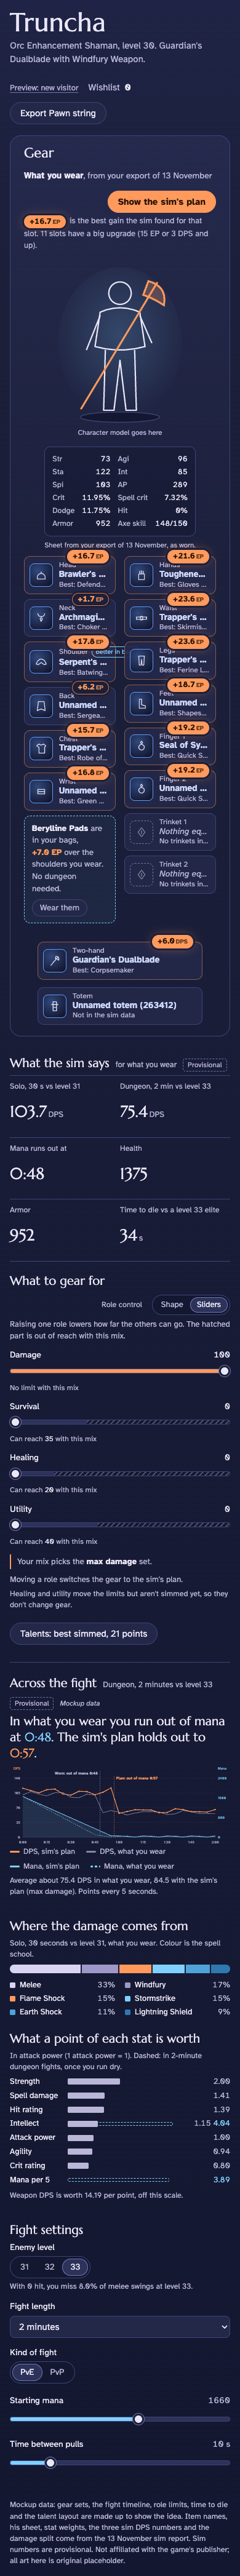 Truncha
Orc Enhancement Shaman, level 30. Guardian's
Dualblade with Windfury Weapon.
Preview: new visitor
Wishlist 0
Export Pawn string
Gear
What you wear, from your export of 13 November
Show the sim's plan
+16.7 EP is the best gain the sim found for that
slot. 11 slots have a big upgrade (15 EP or 3 DPS and
up).
Character model goes here
Str 73 Agi 96
Sta 122 Int 85
Spi 103 AP 289
Crit 11.95% Spell crit 7.32%
Dodge 11.75% Hit 0%
Armor 952 Axe skill 148/150
Sheet from your export of 13 November, as worn.
+16.7 EP
Head
Brawler's ...
Best: Defend...
+1.7 EP
Neck
Archmagi...
Best: Choker ...
+17.8 EP
Shoulder
Better in b
Serpent's ...
Best: Batwing...
+6.2 EP
Back
Unnamed ...
Best: Sergea...
+15.7 EP
Chest
Trapper's ...
Best: Robe of...
+16.8 EP
Wrist
Unnamed ...
Best: Green ...
Berylline Pads are
in your bags,
+7.0 EP over the
shoulders you wear.
No dungeon
needed.
Wear them
+21.6 EP
Hands
Toughene...
Best: Gloves ...
+23.6 EP
Waist
Trapper's ...
Best: Skirmis...
+23.6 EP
Legs
Trapper's ...
Best: Ferine L...
+18.7 EP
Feet
Unnamed ...
Best: Shapes...
+19.2 EP
Finger 1
Seal of Sy...
Best: Quick S...
+19.2 EP
Finger 2
Unnamed ...
Best: Quick S...
Trinket 1
Nothing eq...
No trinkets in...
Trinket 2
Nothing eq...
No trinkets in...
+6.0 DPS
Two-hand
Guardian's Dualblade
Best: Corpsemaker
Totem
Unnamed totem (263412)
Not in the sim data
What the sim says for what you wear Provisional
Solo, 30 s vs level 31
103.7 DPS
Dungeon, 2 min vs level 33
75.4 DPS
Mana runs out at
0:48
Health
1375
Armor
952
Time to die vs a level 33 elite
34 s
What to gear for
Role control Shape Sliders
Raising one role lowers how far the others can go. The hatched
part is out of reach with this mix.
Damage 100
No limit with this mix
Survival 0
Can reach 35 with this mix
Healing 0
Can reach 20 with this mix
Utility 0
Can reach 40 with this mix
Your mix picks the max damage set.
Moving a role switches the gear to the sim's plan.
Healing and utility move the limits but aren't simmed yet, so they
don't change gear.
Talents: best simmed, 21 points
Across the fight Dungeon, 2 minutes vs level 33
Provisional Mockup data
In what you wear you run out of mana
at 0:48. The sim's plan holds out to
0:57.
DPS
Mana
Worn: out of mana 0:48
Plan: out of mana 0:57
DPS, sim's plan DPS, what you wear
Mana, sim's plan Mana, what you wear
Average about 75.4 DPS in what you wear, 84.5 with the sim's
plan (max damage). Points every 5 seconds.
Where the damage comes from
Solo, 30 seconds vs level 31, what you wear. Colour is the spell
school.
Melee 33% Windfury 17%
Flame Shock 15% Stormstrike 15%
Earth Shock 11% Lightning Shield 9%
What a point of each stat is worth
In attack power (1 attack power = 1). Dashed: in 2-minute
dungeon fights, once you run dry.
Strength 2.00
Spell damage 1.41
Hit rating 1.39
Intellect 1.15 4.04
Attack power 1.00
Agility 0.94
Crit rating 0.80
Mana per 5 3.89
Weapon DPS is worth 14.19 per point, off this scale.
Fight settings
Enemy level
31 32 33
With 0 hit, you miss 8.0% of melee swings at level 33.
Fight length
2 minutes
Kind of fight
PvE PvP
Starting mana 1660
Time between pulls 10 s
Mockup data: gear sets, the fight timeline, role limits, time to die
and the talent layout are made up to show the idea. Item names,
his sheet, stat weights, the three sim DPS numbers and the
damage split come from the 13 November sim report. Sim
numbers are provisional. Not affiliated with the game's publisher;
all art here is original placeholder.